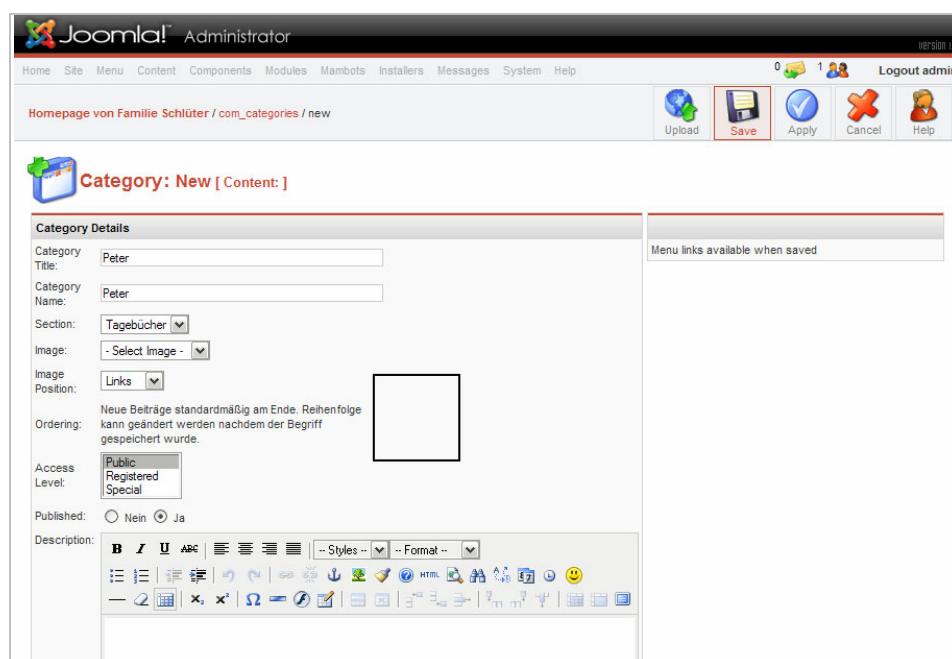 Joomla! Administrator
version
Home Site Menu Content Components Modules Mambots Installers Messages System Help
0 1 Logout admi
Homepage von Familie Schlüter / com_categories / new
Upload Save Apply Cancel Help
Category: New [ Content: ]
Category Details
Menu links available when saved
Category Title:
Peter
Category Name:
Peter
Section: Tagebücher
Image: - Select Image -
Image Position:
Links
Ordering:
Neue Beiträge standardmäßig am Ende. Reihenfolge
kann geändert werden nachdem der Begriff
gespeichert wurde.
Access Level:
Public
Registered
Special
Published: Nein Ja
Description:
B I U ABC -- Styles -- -- Format --
HTML